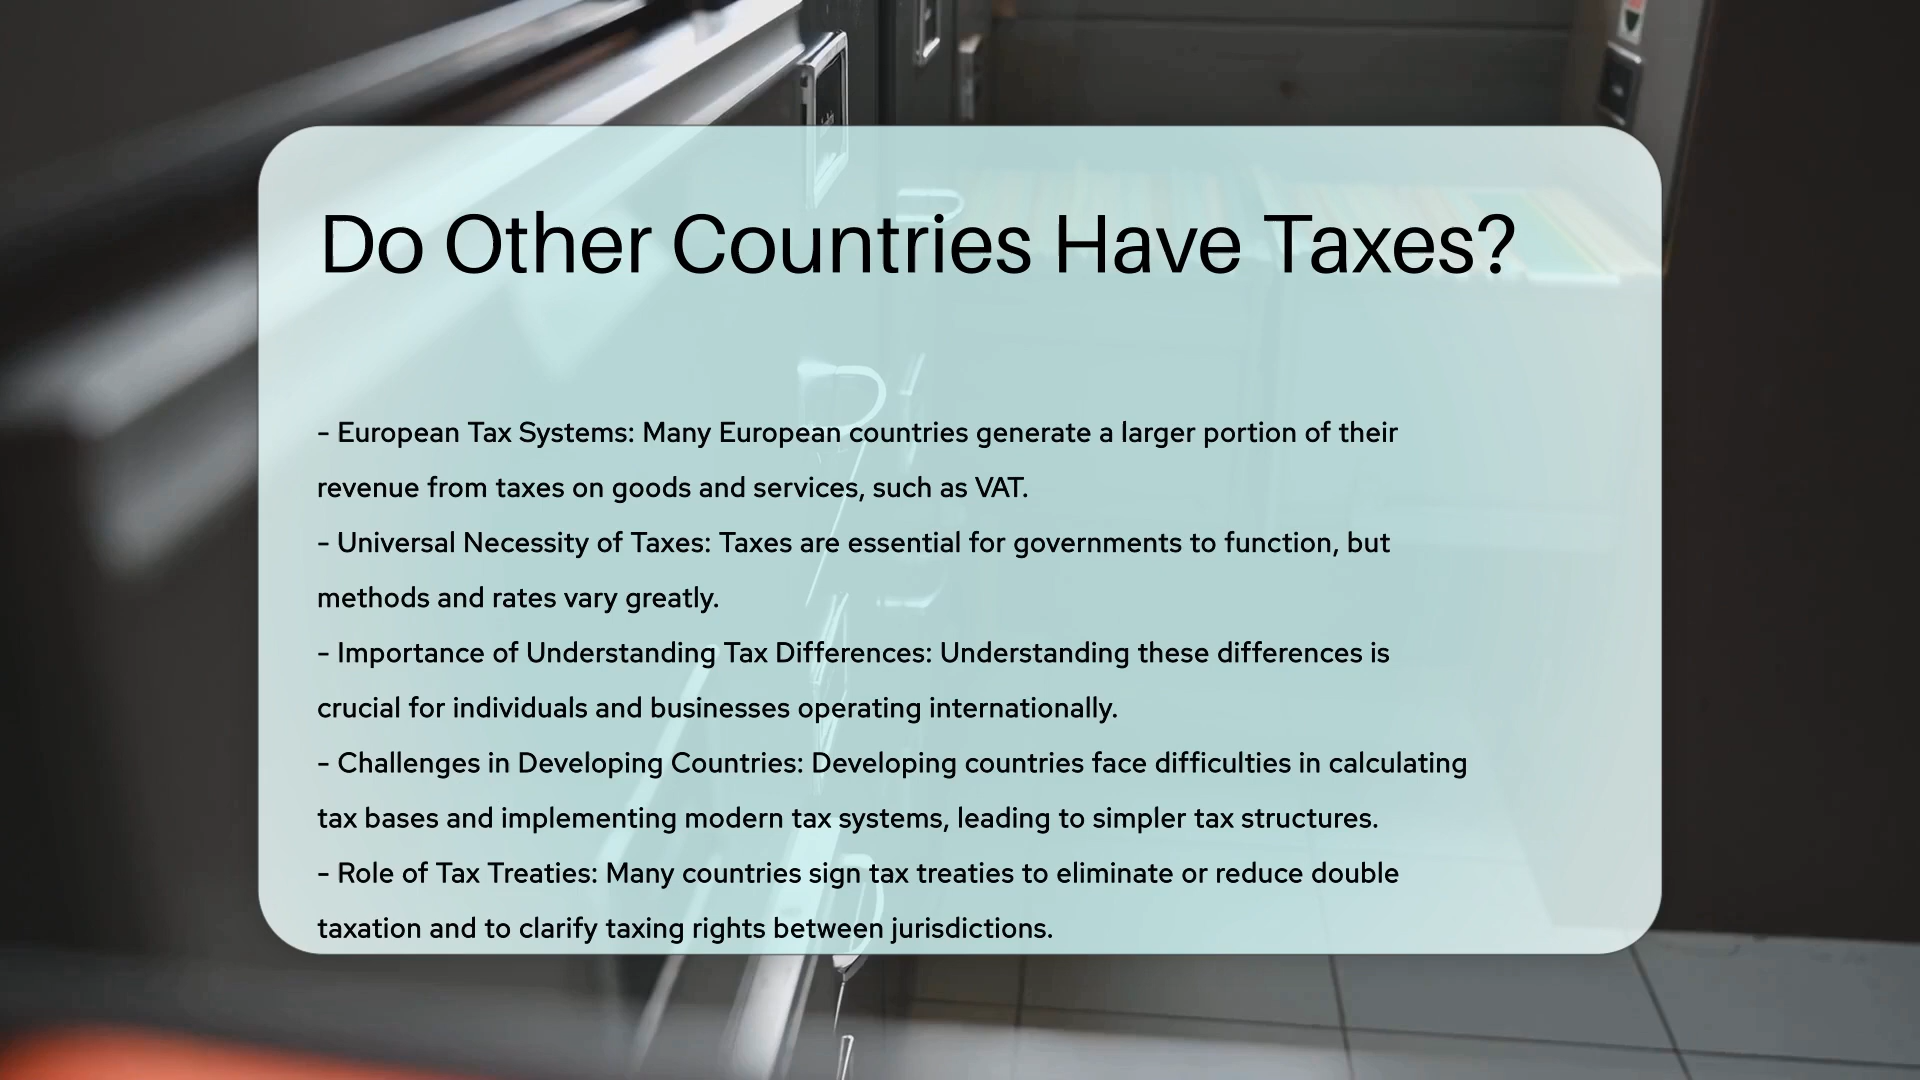 Do Other Countries Have Taxes?
- European Tax Systems: Many European countries generate a larger portion of their
revenue from taxes on goods and services, such as VAT.
- Universal Necessity of Taxes: Taxes are essential for governments to function, but
methods and rates vary greatly.
- Importance of Understanding Tax Differences: Understanding these differences is
crucial for individuals and businesses operating internationally.
- Challenges in Developing Countries: Developing countries face difficulties in calculating
tax bases and implementing modern tax systems, leading to simpler tax structures.
- Role of Tax Treaties: Many countries sign tax treaties to eliminate or reduce double
taxation and to clarify taxing rights between jurisdictions.